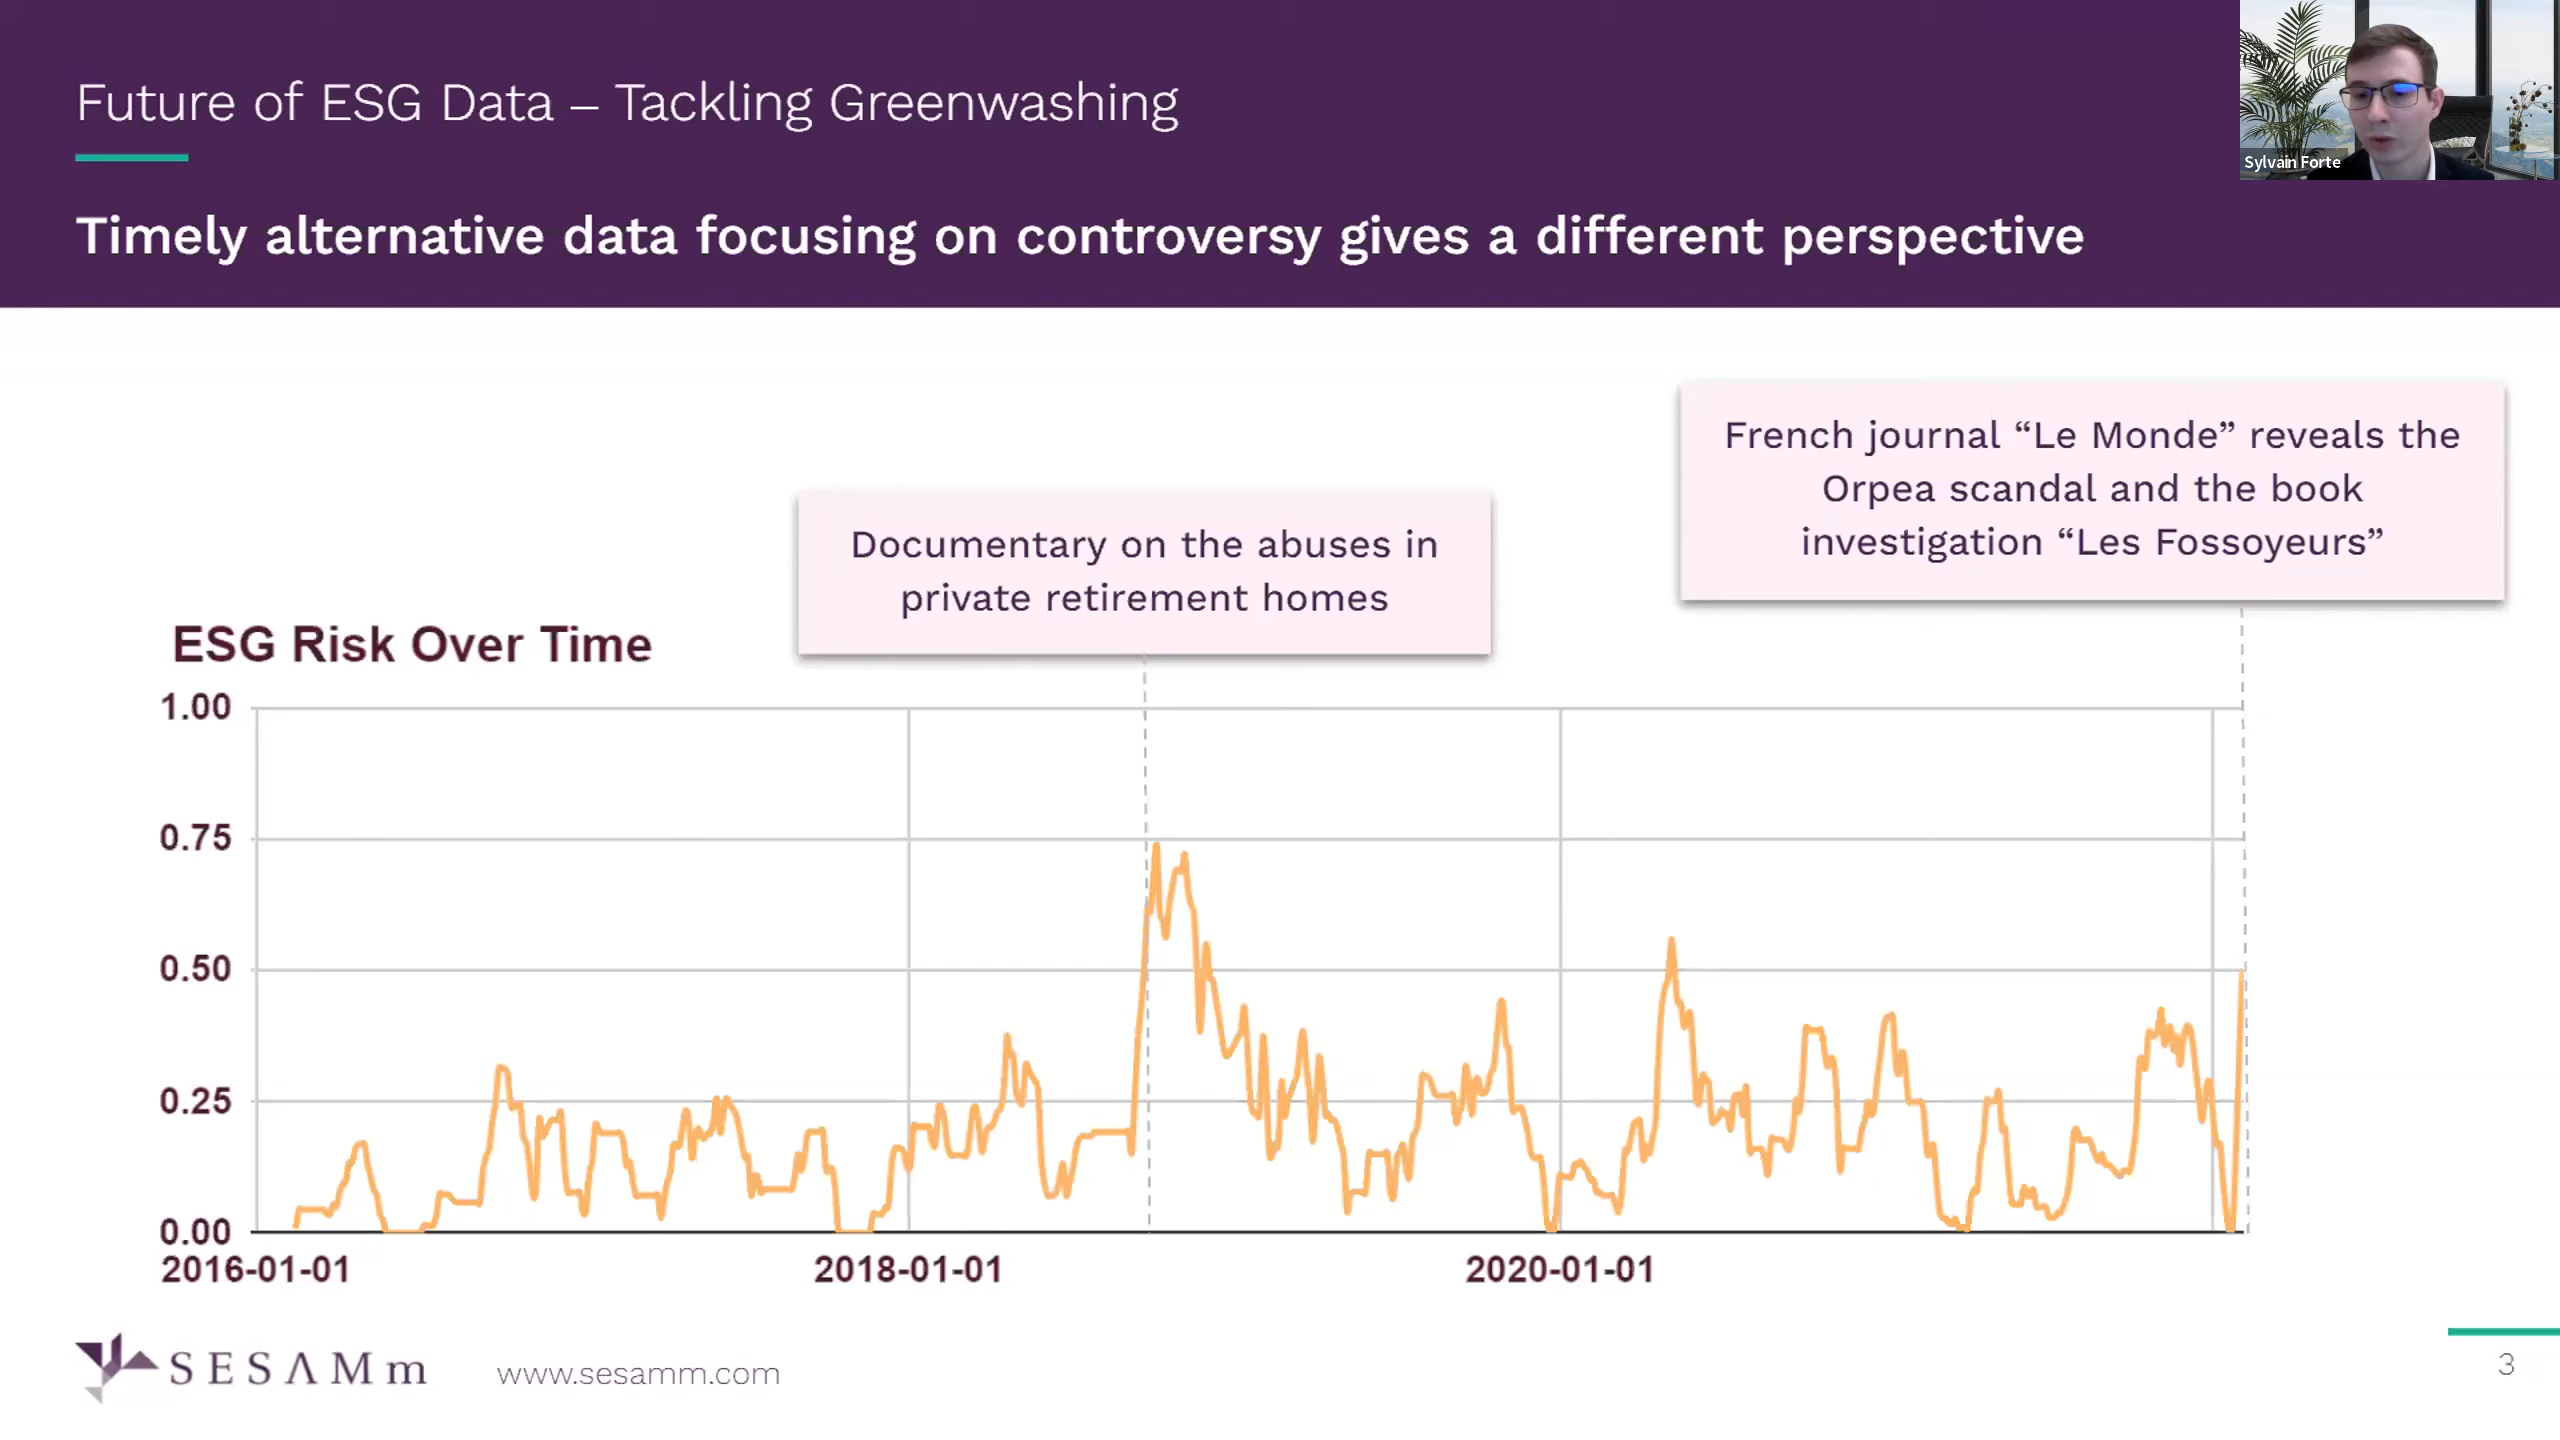 Future of ESG Data – Tackling Greenwashing
Sylvain Forte
Timely alternative data focusing on controversy gives a different perspective
French journal “Le Monde” reveals the
Orpea scandal and the book
investigation “Les Fossoyeurs”
Documentary on the abuses in
private retirement homes
ESG Risk Over Time
1.00
0.75
0.50
0.25
0.00
2016-01-01
2018-01-01
2020-01-01
SESAMm
www.sesamm.com
3